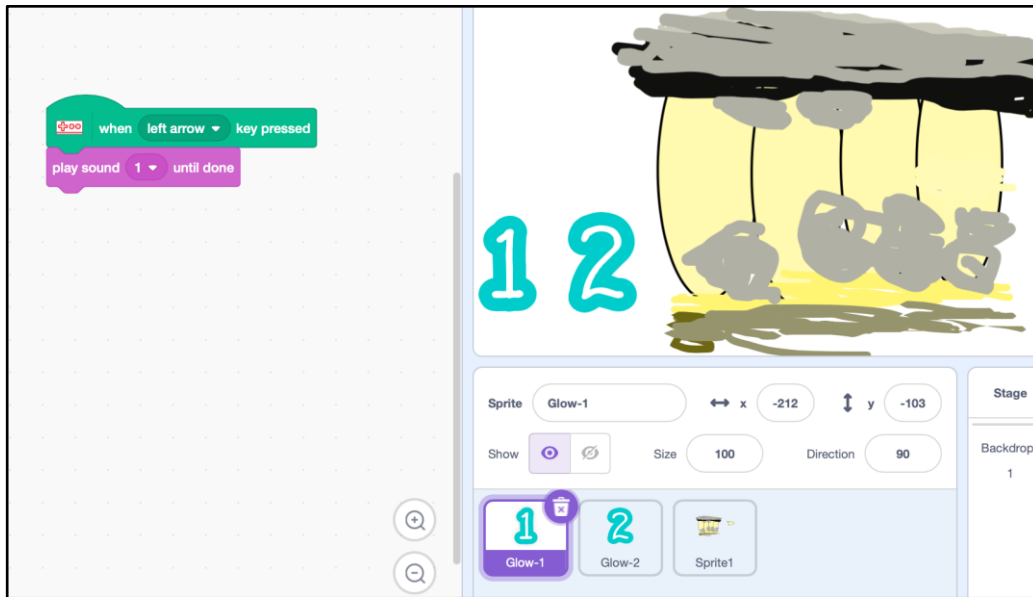 when left arrow key pressed
play sound 1 until done
1 2
Sprite Glow-1 x -212 y -103
Show Size 100 Direction 90
Stage
Backdrop
1
1 2
Glow-1 Glow-2 Sprite1